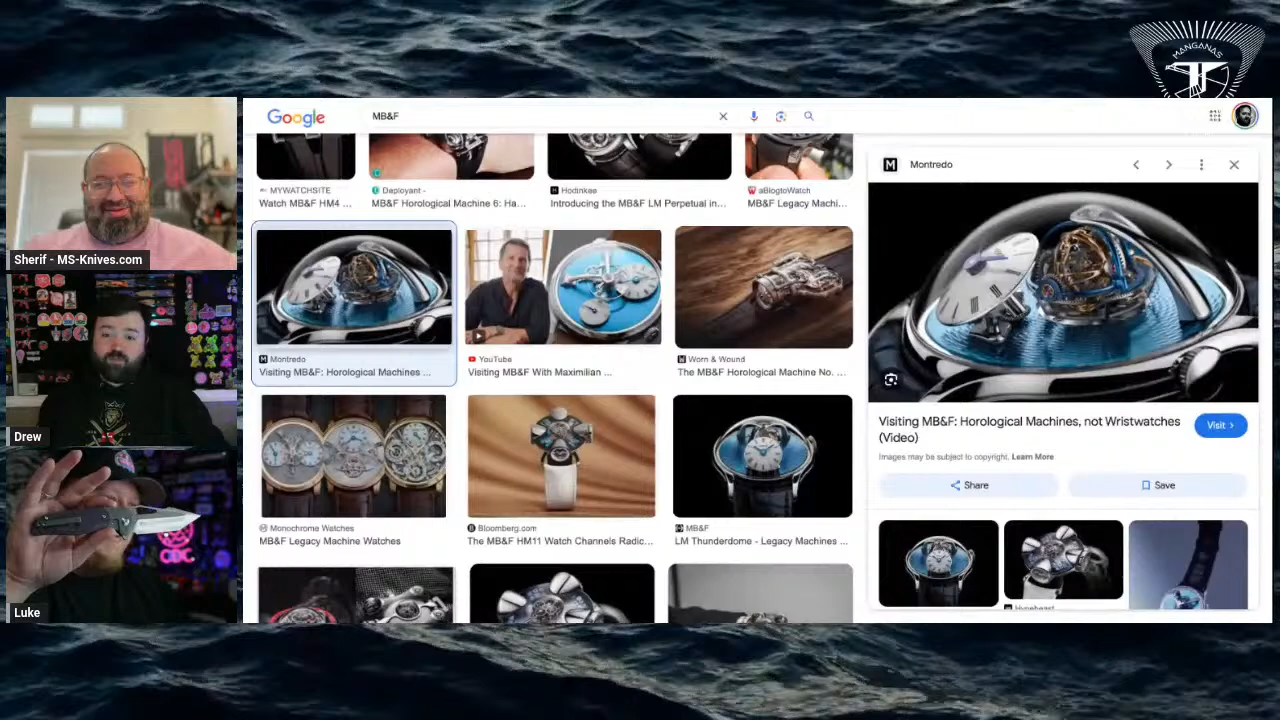 MANGANAS
Google
MB&F
MYWATCHSITE
Watch MB&F HM4 ...
Deployant -
MB&F Horological Machine 6: Ha...
Hodinkee
Introducing the MB&F LM Perpetual in...
aBlogtoWatch
MB&F Legacy Machi...
Montredo
Visiting MB&F: Horological Machines ...
YouTube
Visiting MB&F With Maximilian ...
Worn & Wound
The MB&F Horological Machine No. ...
Monochrome Watches
MB&F Legacy Machine Watches
Bloomberg.com
The MB&F HM11 Watch Channels Radic...
MB&F
LM Thunderdome - Legacy Machines ...
M
Montredo
Visiting MB&F: Horological Machines, not Wristwatches
(Video)
Visit >
Images may be subject to copyright. Learn More
Share
Save
Hypebeast
Sherif - MS-Knives.com
Drew
CDC
Luke